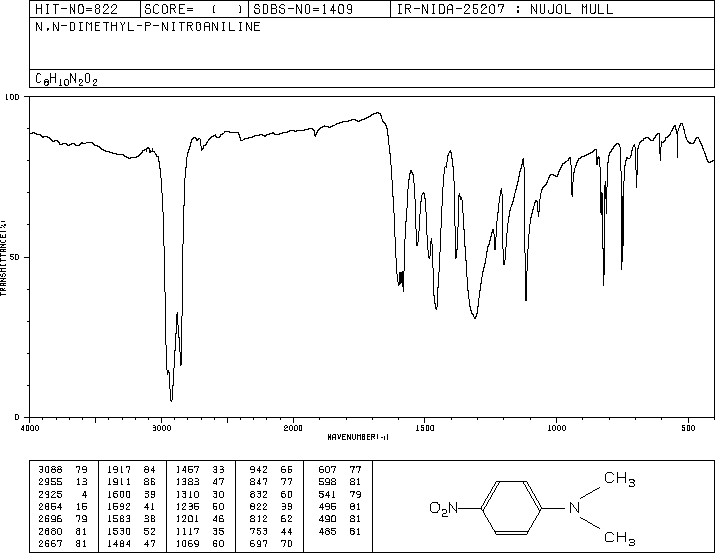 HIT-NO=822 SCORE= ( ) SDBS-NO=1409 IR-NIDA-25207 : NUJOL MULL
N,N-DIMETHYL-P-NITROANILINE
C8H10N2O2
100
TRANSMITTANCE(%)
50
0
4000 3000 2000 1500 1000 500
WAVENUMBER(-1)
3088 79 1917 84 1457 33 942 66 607 77
2955 13 1911 86 1383 47 847 77 598 81
2925 4 1600 39 1310 30 832 60 541 79
2854 15 1592 41 1236 60 822 39 496 81
2696 79 1583 38 1201 46 812 62 490 81
2680 81 1530 52 1117 35 753 44 485 81
2667 81 1484 47 1069 60 697 70
CH3
O2N N
CH3